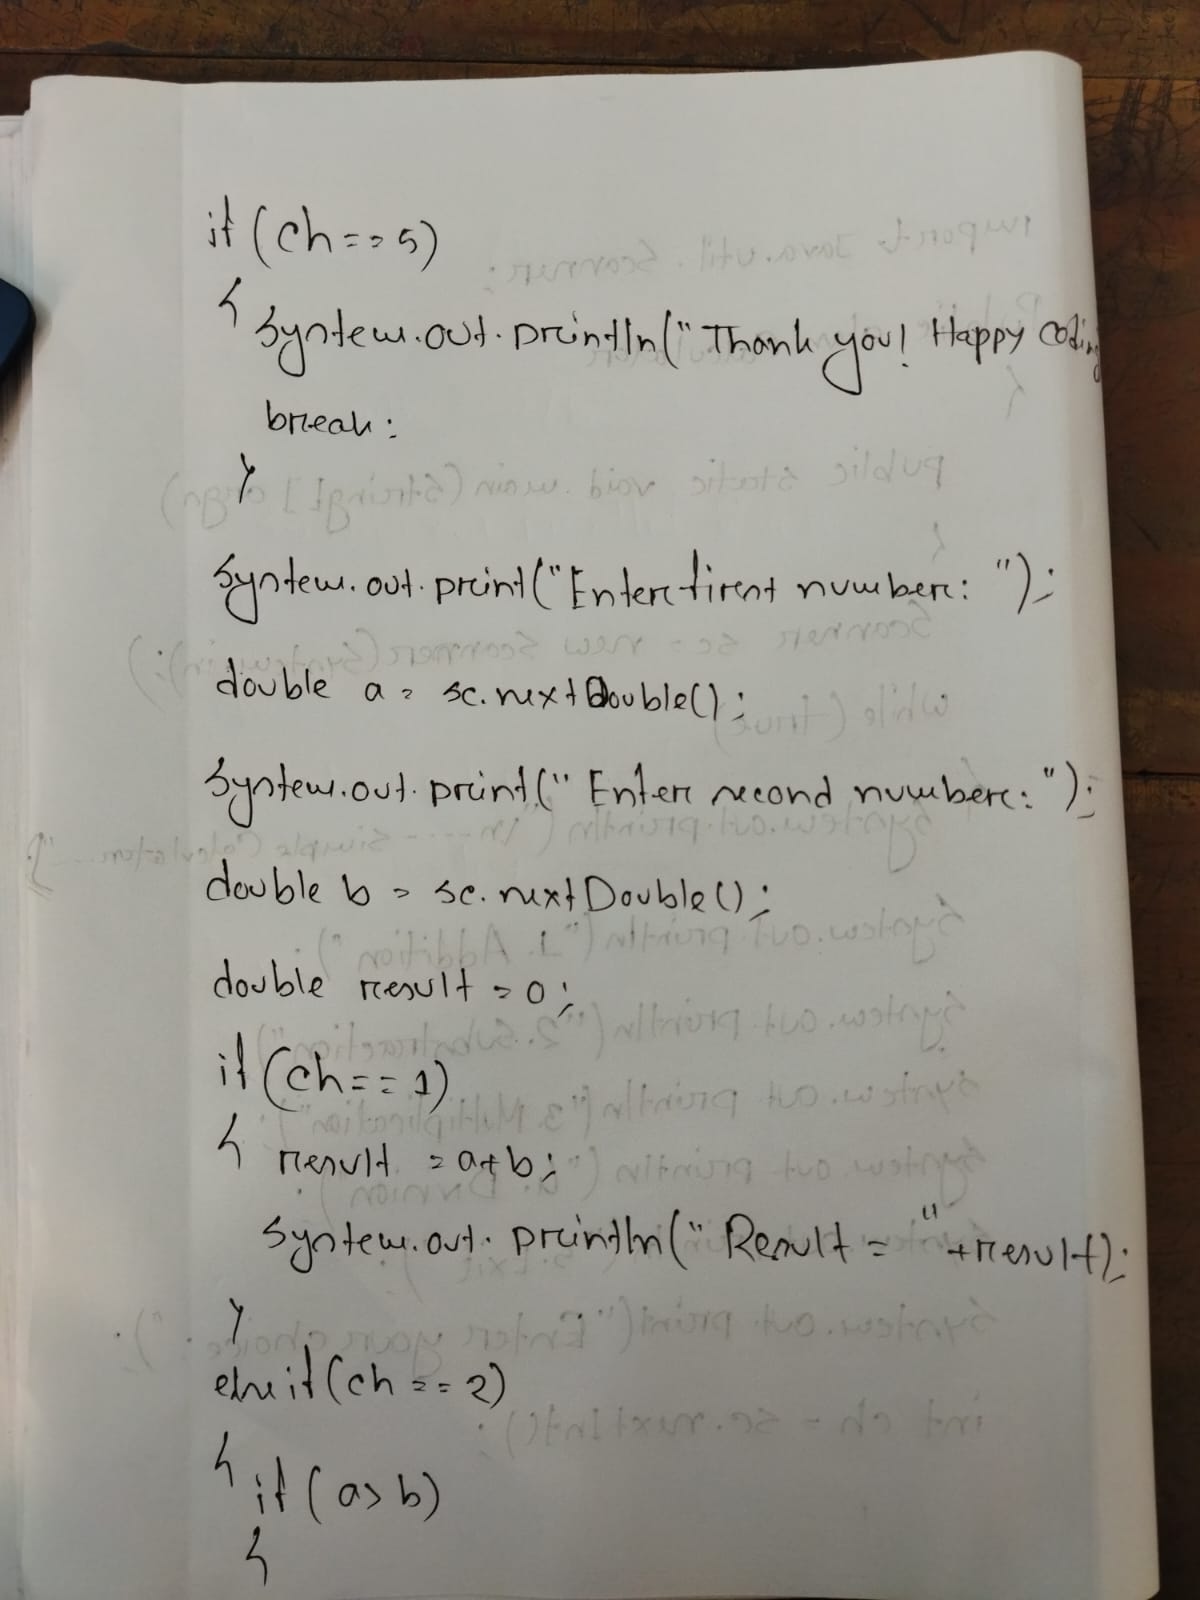 if (ch==5)
{
System.out.println("Thank you! Happy Coding
break;
}
System.out.print("Enter first number: ");
double a = sc.nextDouble();
System.out.print("Enter second number: ");
double b = sc.nextDouble();
double result = 0;
if (ch==1)
{ result = a+b;
System.out.println("Result = "+result);
}
else if (ch==2)
{ if (a>b)
{